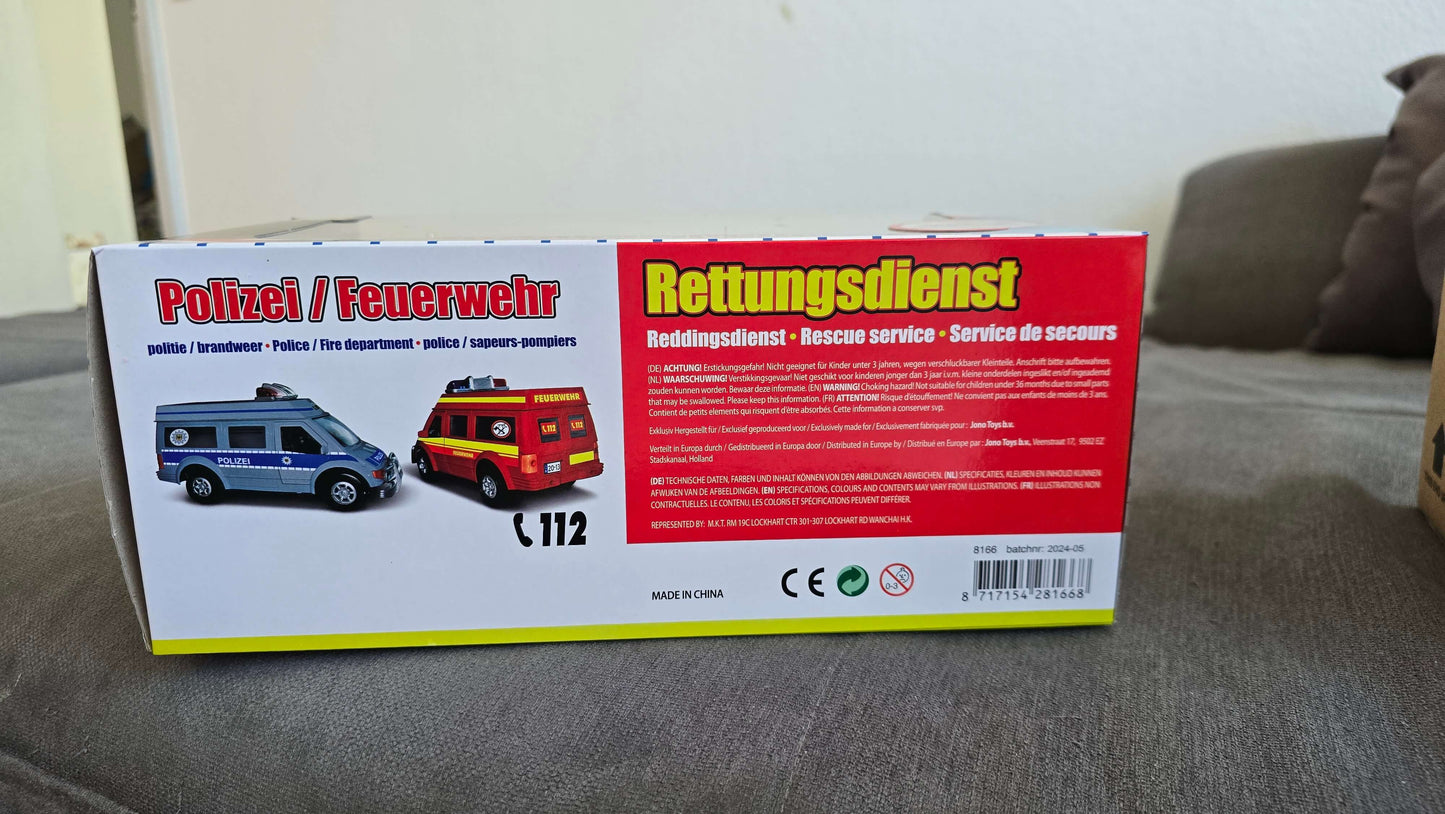 Polizei / Feuerwehr
politie / brandweer • Police / Fire department • police / sapeurs-pompiers
POLIZEI
FEUERWEHR
112
112
FEUERWEHR
20-13
112
Rettungsdienst
Reddingsdienst • Rescue service • Service de secours
(DE) ACHTUNG! Erstickungsgefahr! Nicht geeignet für Kinder unter 3 jahren, wegen verschluckbarer Kleinteile. Anschrift bitte aufbewahren.
(NL) WAARSCHUWING! Verstikkingsgevaar! Niet geschikt voor kinderen jonger dan 3 jaar i.v.m. kleine onderdelen ingeslikt en/of ingeademd
zouden kunnen worden. Bewaar deze informatie. (EN) WARNING! Choking hazard! Not suitable for children under 36 months due to small parts
that may be swallowed. Please keep this information. (FR) ATTENTION! Risque d'étouffement! Ne convient pas aux enfants de moins de 3 ans.
Contient de petits elements qui risquent d'être absorbés. Cette information a conserver svp.
Exklusiv Hergestellt für / Exclusief geproduceerd voor / Exclusively made for / Exclusivement fabriquée pour : Jono Toys b.v.
Verteilt in Europa durch / Gedistribueerd in Europa door / Distributed in Europe by / Distribué en Europe par : Jono Toys b.v., Veenstraat 17, 9502 EZ
Stadskanaal, Holland
(DE) TECHNISCHE DATEN, FARBEN UND INHALT KÖNNEN VON DEN ABBILDUNGEN ABWEICHEN. (NL) SPECIFICATIES, KLEUREN EN INHOUD KUNNEN
AFWIJKEN VAN DE AFBEELDINGEN. (EN) SPECIFICATIONS, COLOURS AND CONTENTS MAY VARY FROM ILLUSTRATIONS. (FR) ILLUSTRATIONS NON
CONTRACTUELLES. LE CONTENU, LES COLORIS ET SPÉCIFICATIONS PEUVENT DIFFÉRER.
REPRESENTED BY: M.K.T. RM 19C LOCKHART CTR 301-307 LOCKHART RD WANCHAI H.K.
MADE IN CHINA
CE
0-3
8166 batchnr: 2024-05
8 717154 281668